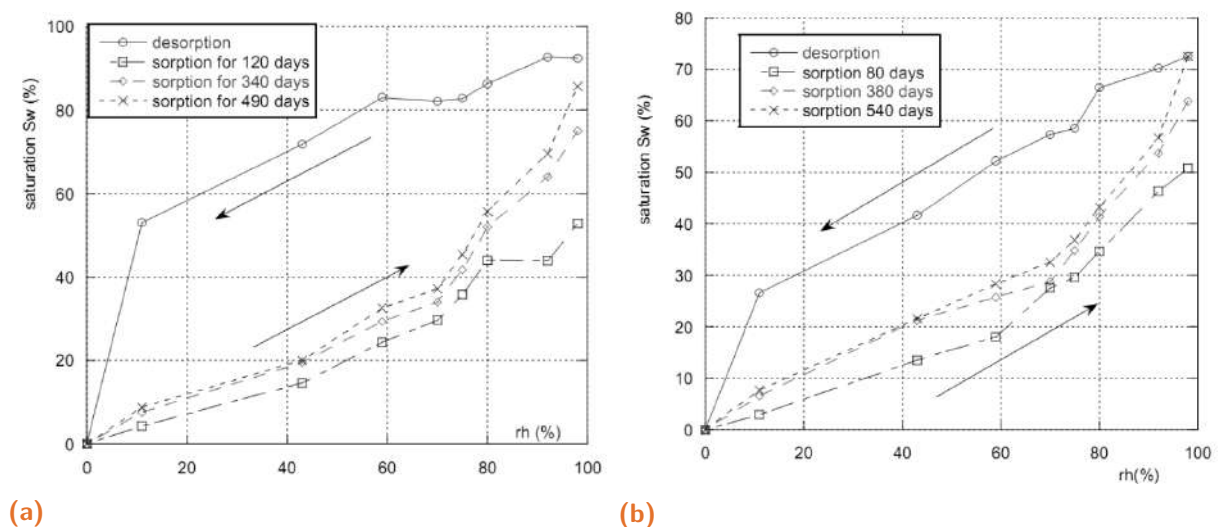 100
80
60
40
20
0
saturation Sw (%)
desorption
sorption for 120 days
sorption for 340 days
sorption for 490 days
rh (%)
0
20
40
60
80
100
(a)
80
70
60
50
40
30
20
10
0
saturation Sw (%)
desorption
sorption 80 days
sorption 380 days
sorption 540 days
0
20
40
60
80
100
rh(%)
(b)